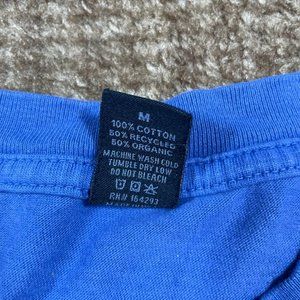 M
100% COTTON
50% RECYCLED
50% ORGANIC
MACHINE WASH COLD
TUMBLE DRY LOW
DO NOT BLEACH
R.N.# 164293